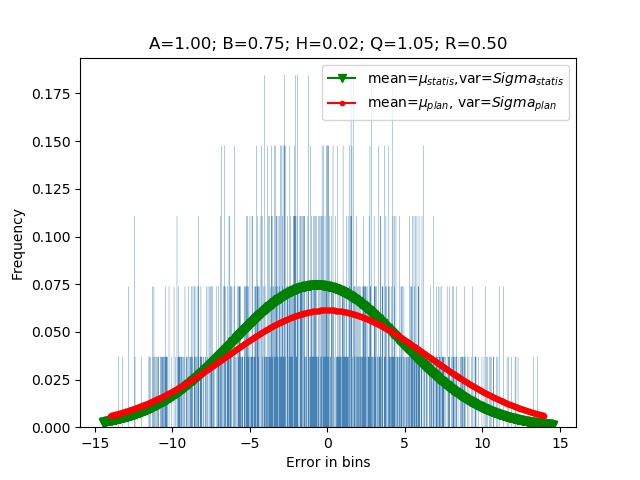 A=1.00; B=0.75; H=0.02; Q=1.05; R=0.50
mean=μstatis,var=Sigmastatis
mean=μplan, var=Sigmaplan
0.175
0.150
0.125
0.100
0.075
0.050
0.025
0.000
Frequency
−15 −10 −5 0 5 10 15
Error in bins